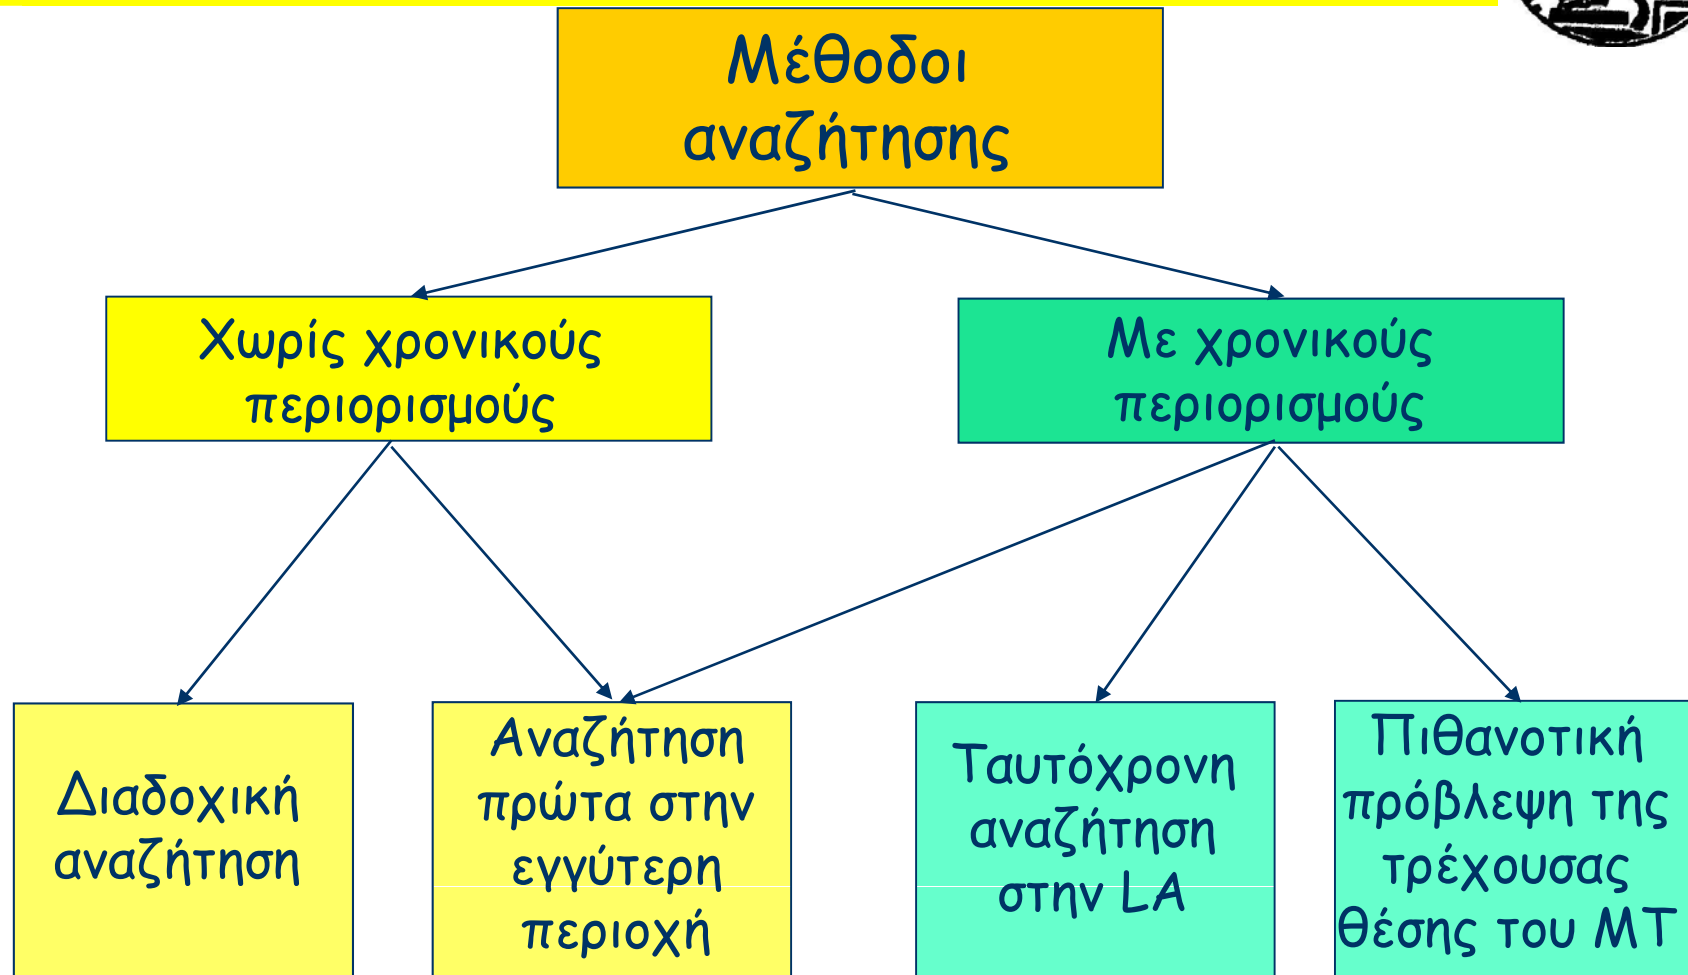 Μέθοδοι
αναζήτησης
Χωρίς χρονικούς
περιορισμούς
Με χρονικούς
περιορισμούς
Διαδοχική
αναζήτηση
Αναζήτηση
πρώτα στην
εγγύτερη
περιοχή
Ταυτόχρονη
αναζήτηση
στην LA
Πιθανοτική
πρόβλεψη της
τρέχουσας
θέσης του MT